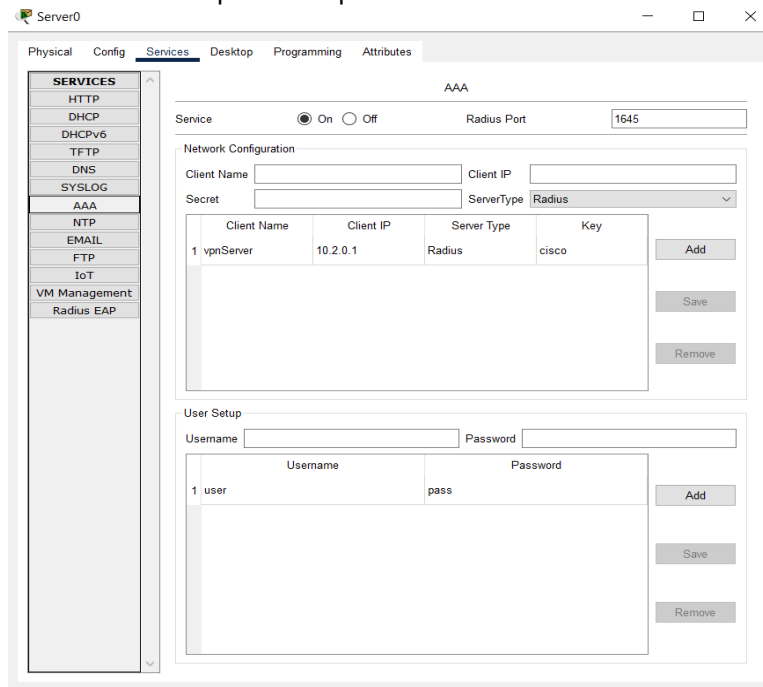 Server0
Physical Config Services Desktop Programming Attributes
SERVICES
HTTP
DHCP
DHCPv6
TFTP
DNS
SYSLOG
AAA
NTP
EMAIL
FTP
IoT
VM Management
Radius EAP
AAA
Service On Off Radius Port 1645
Network Configuration
Client Name Client IP
Secret ServerType Radius
Client Name Client IP Server Type Key
1 vpnServer 10.2.0.1 Radius cisco
Add
Save
Remove
User Setup
Username Password
Username Password
1 user pass
Add
Save
Remove